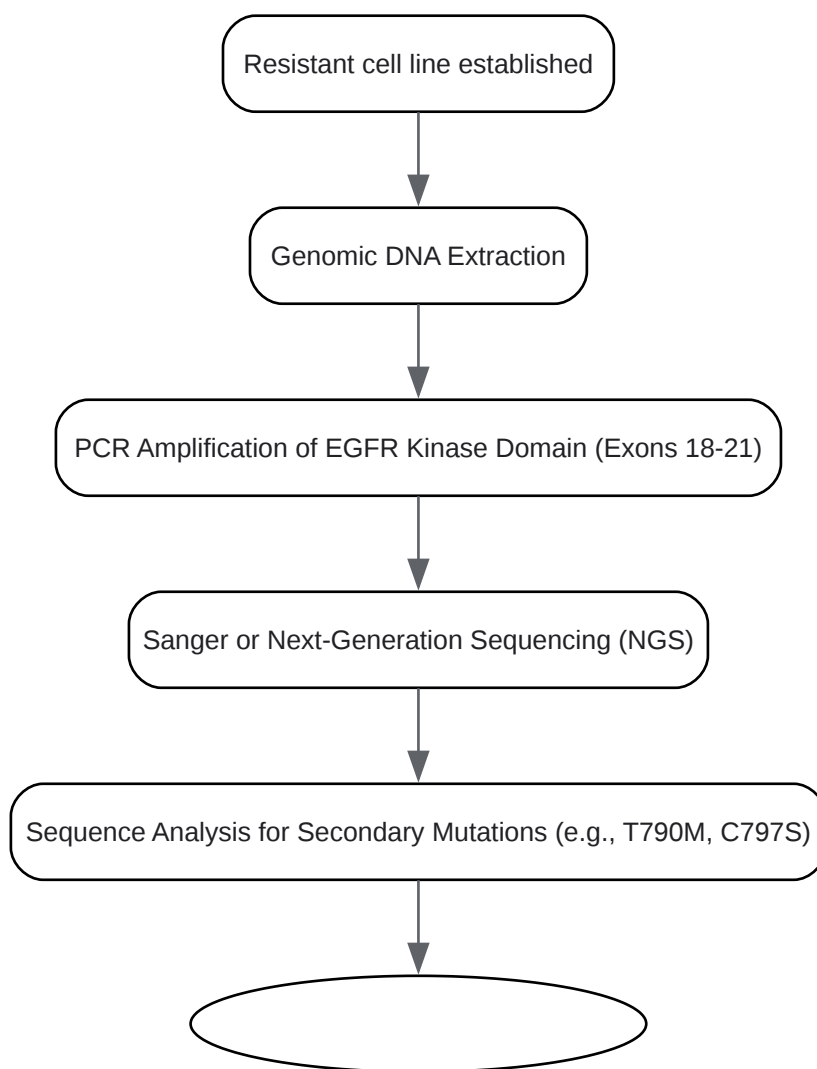 Resistant cell line established
Genomic DNA Extraction
PCR Amplification of EGFR Kinase Domain (Exons 18-21)
Sanger or Next-Generation Sequencing (NGS)
Sequence Analysis for Secondary Mutations (e.g., T790M, C797S)